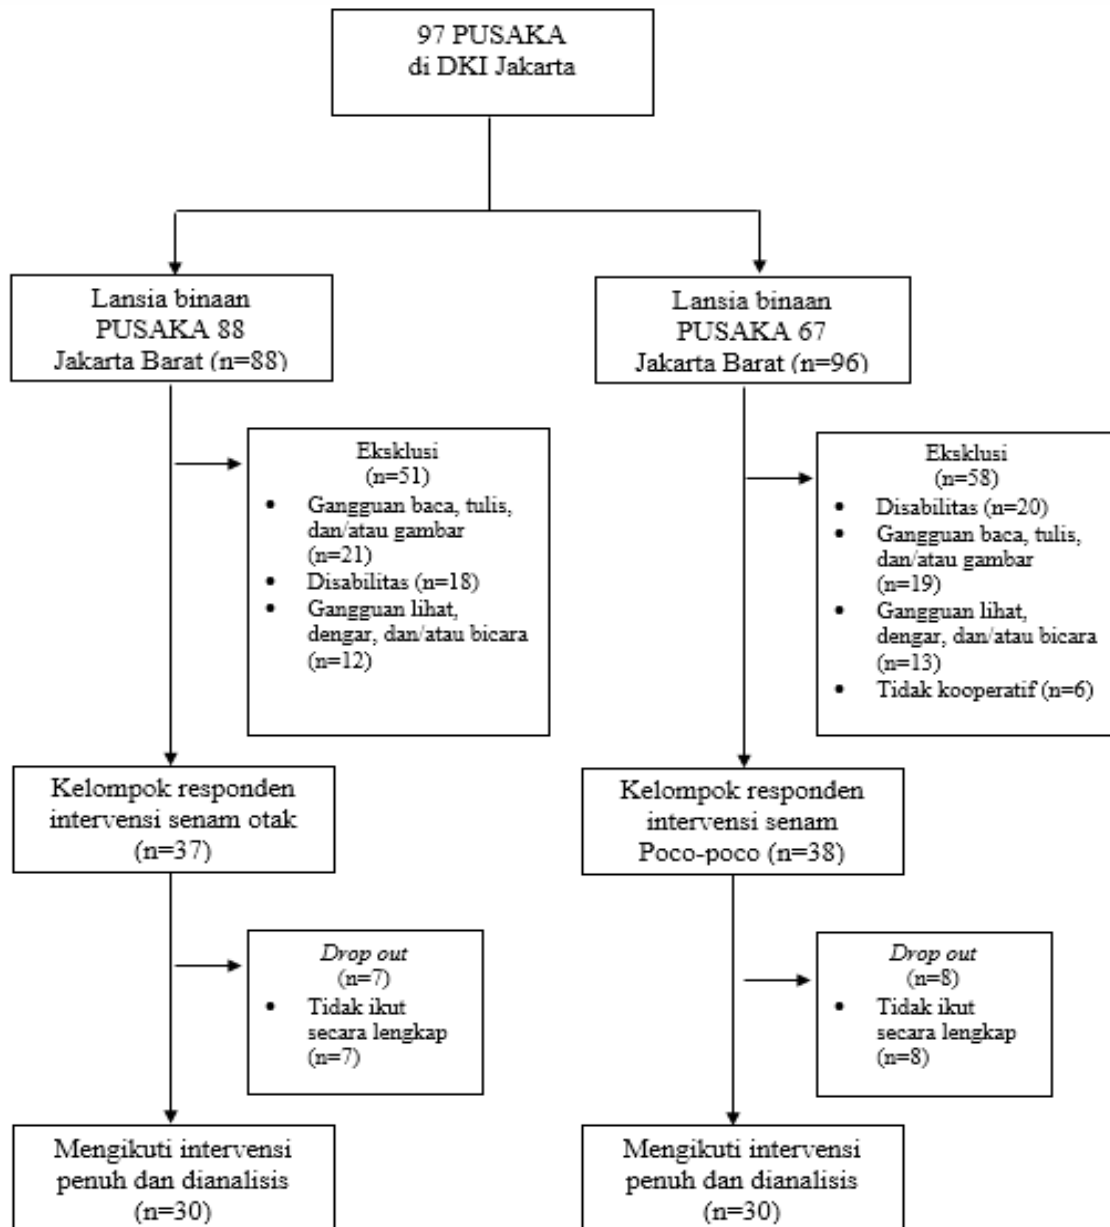 97 PUSAKA
di DKI Jakarta
Lansia binaan
PUSAKA 88
Jakarta Barat (n=88)
Lansia binaan
PUSAKA 67
Jakarta Barat (n=96)
Eksklusi
(n=51)
• Gangguan baca, tulis,
dan/atau gambar
(n=21)
• Disabilitas (n=18)
• Gangguan lihat,
dengar, dan/atau bicara
(n=12)
Eksklusi
(n=58)
• Disabilitas (n=20)
• Gangguan baca, tulis,
dan/atau gambar
(n=19)
• Gangguan lihat,
dengar, dan/atau bicara
(n=13)
• Tidak kooperatif (n=6)
Kelompok responden
intervensi senam otak
(n=37)
Kelompok responden
intervensi senam
Poco-poco (n=38)
Drop out
(n=7)
• Tidak ikut
secara lengkap
(n=7)
Drop out
(n=8)
• Tidak ikut
secara lengkap
(n=8)
Mengikuti intervensi
penuh dan dianalisis
(n=30)
Mengikuti intervensi
penuh dan dianalisis
(n=30)